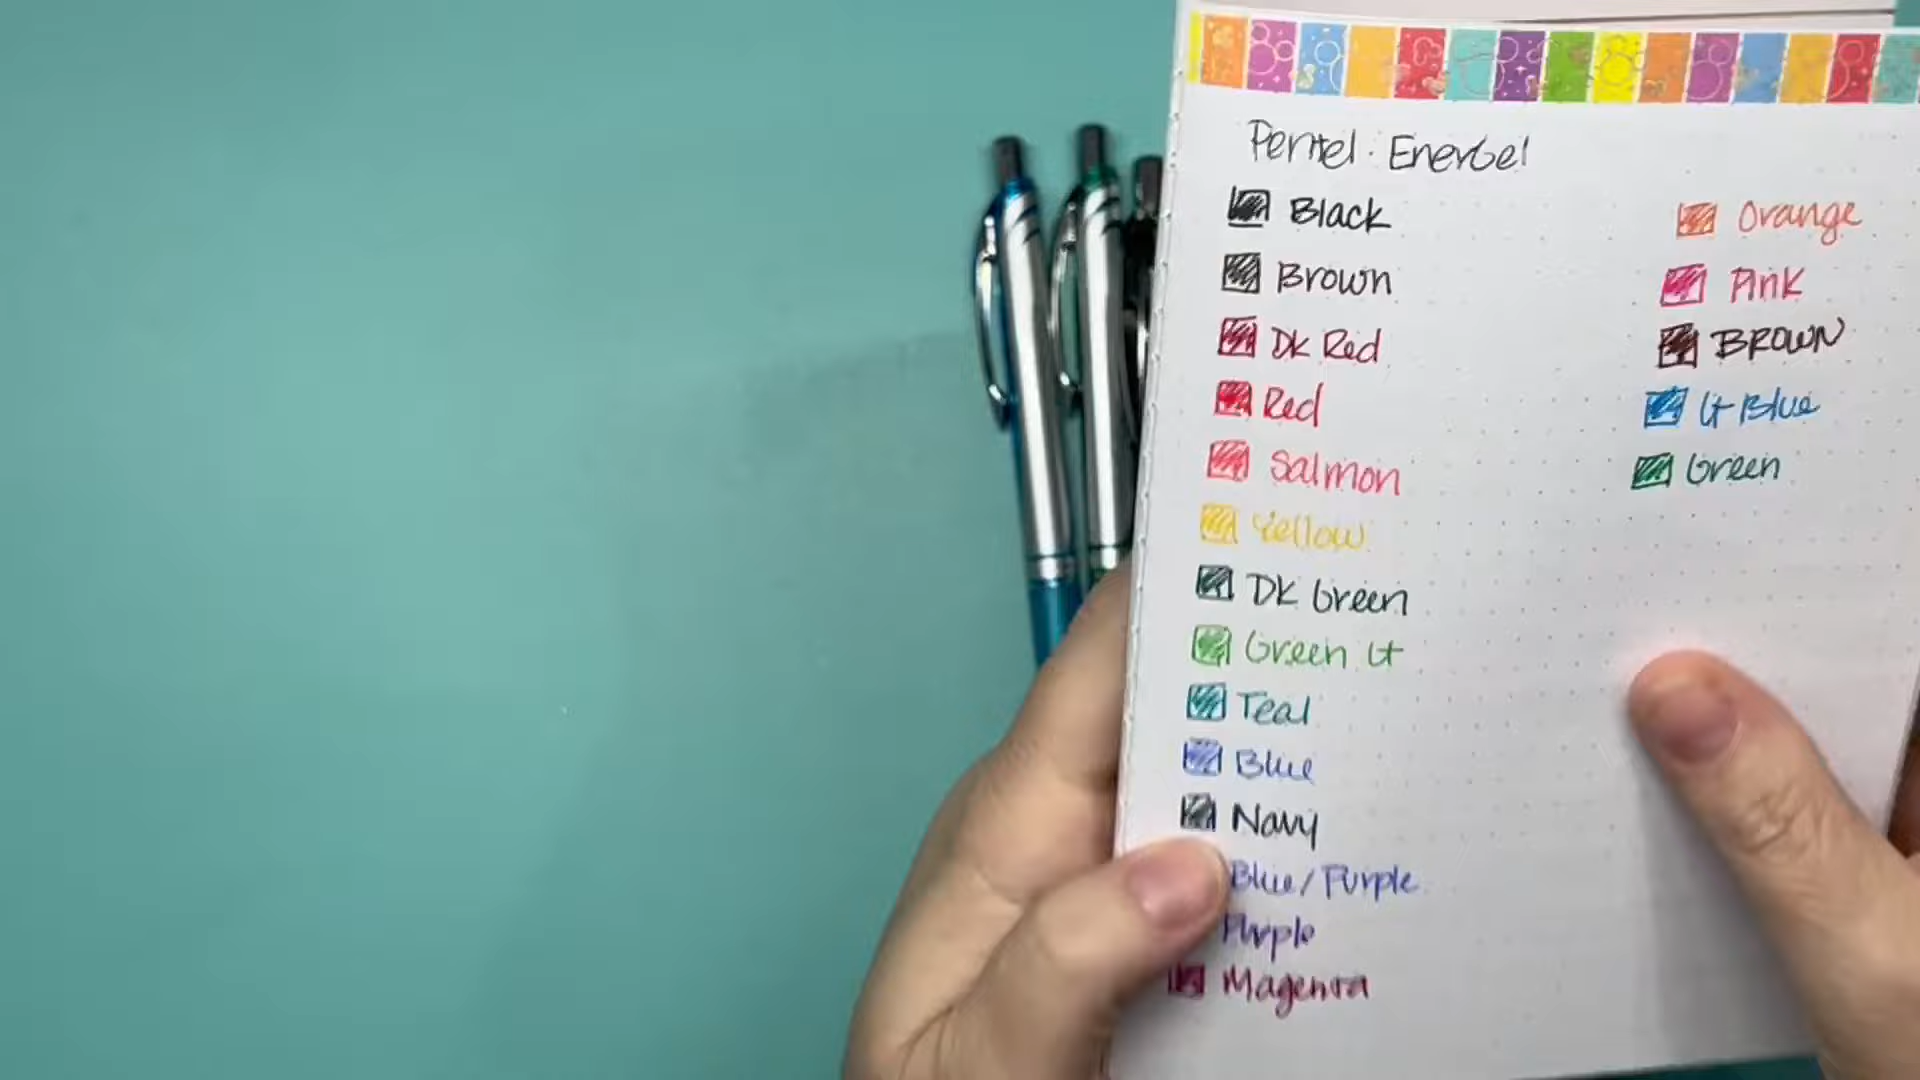 Pentel: EnerGel
Black
Brown
DK Red
Red
Salmon
Yellow
DK Green
Green Lt
Teal
Blue
Navy
Blue/Purple
Purple
Magenta
Orange
Pink
BROWN
Lt Blue
Green